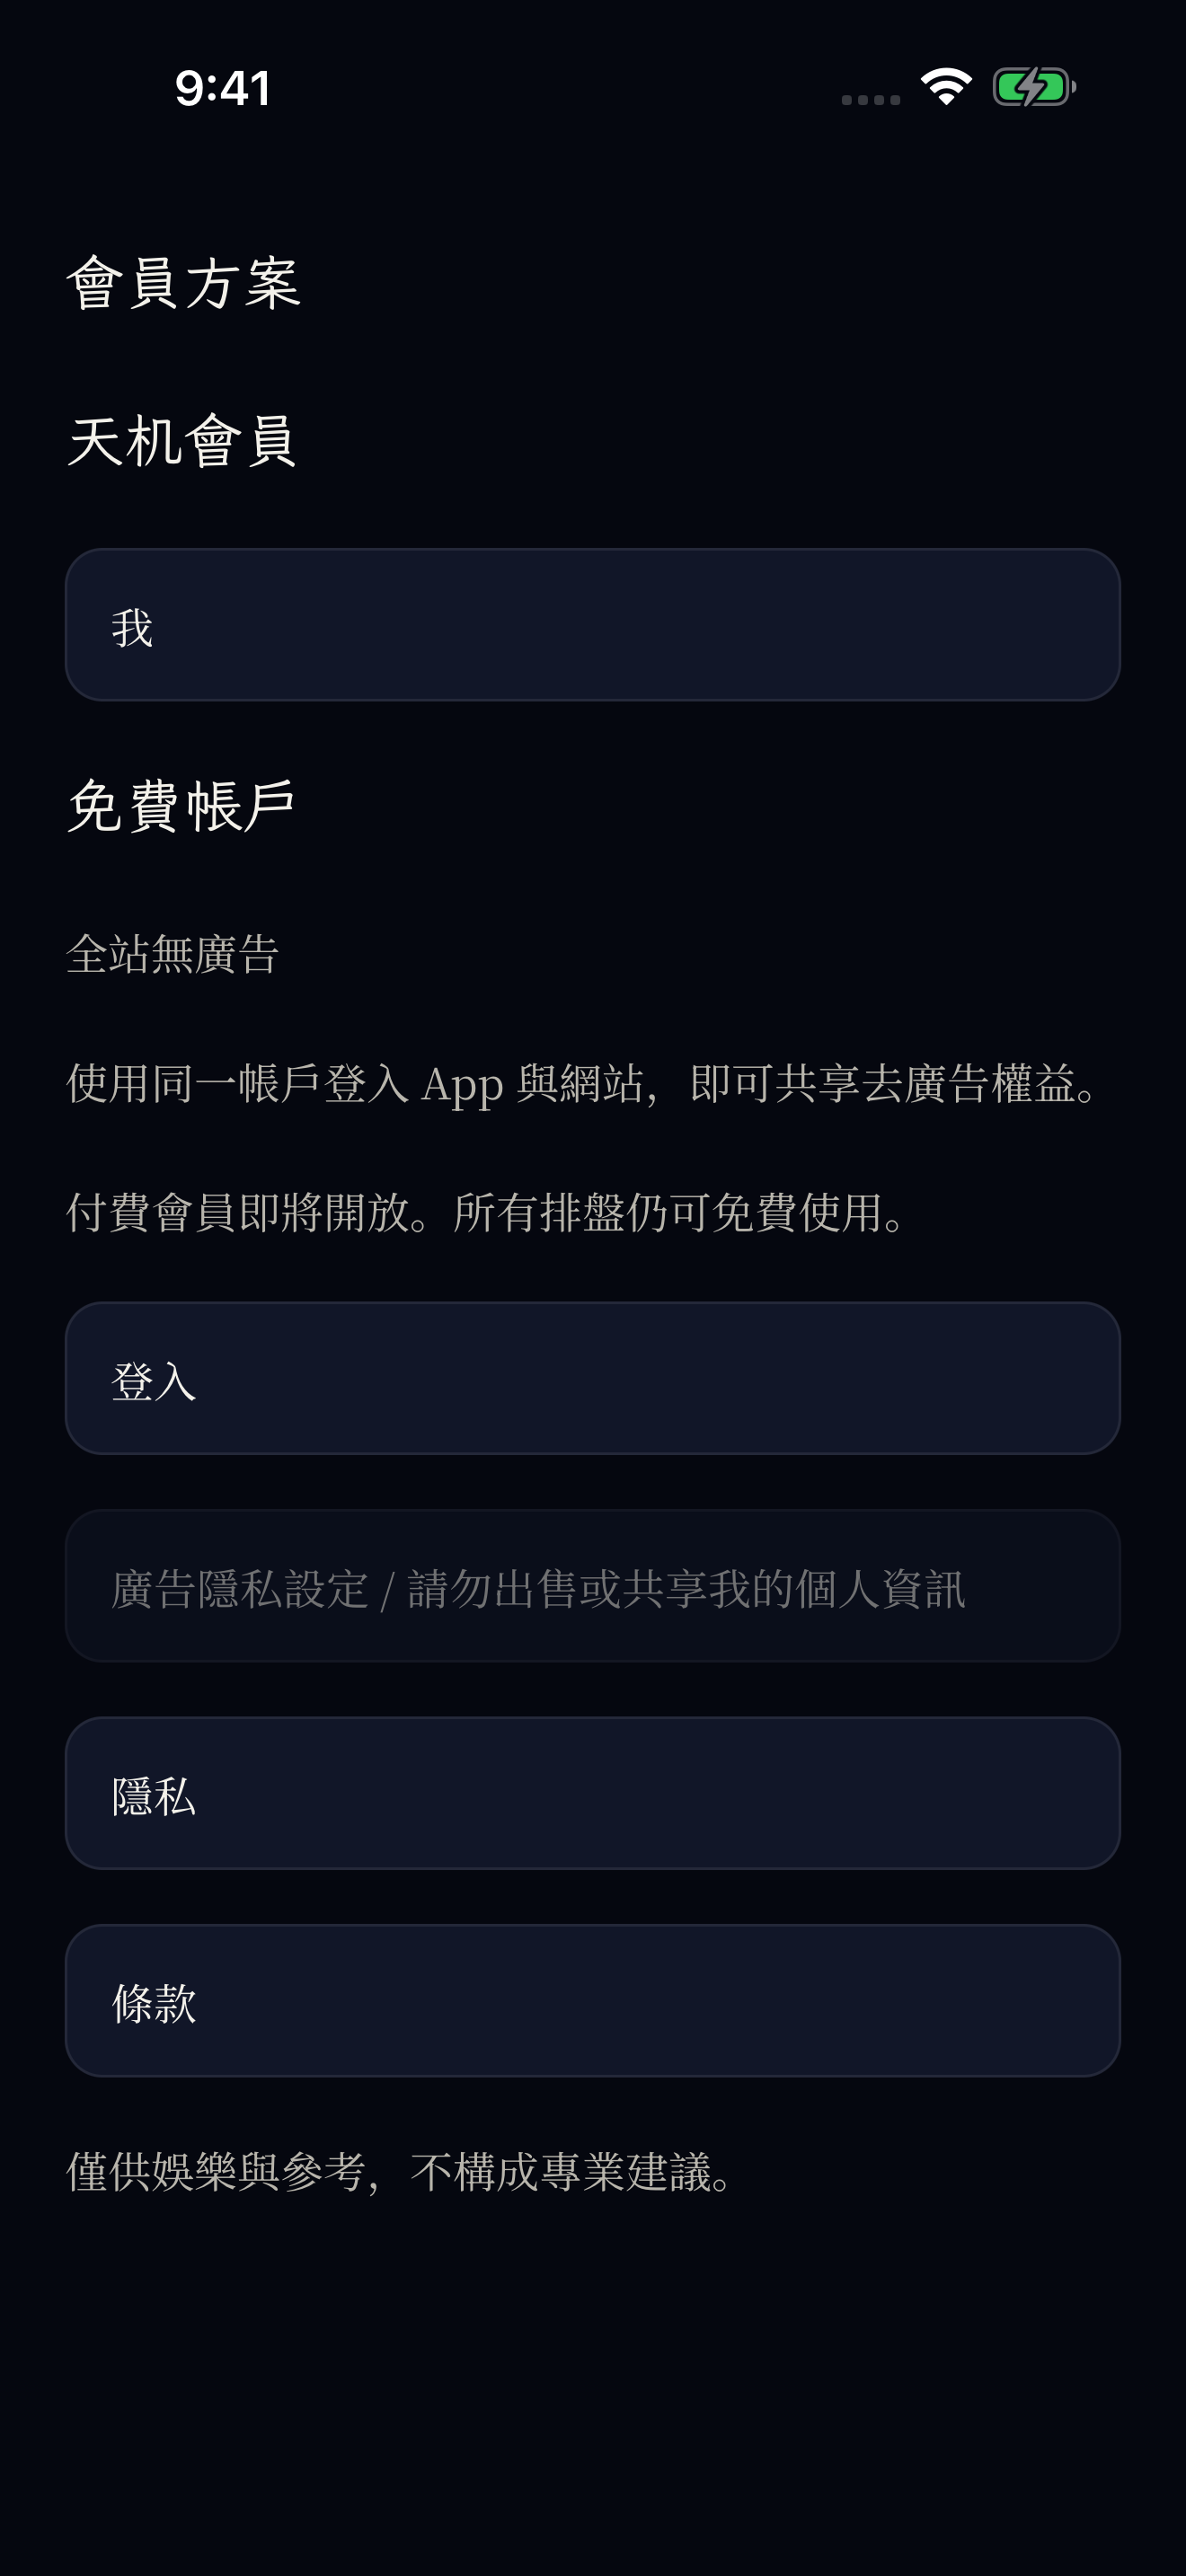 9:41
會員方案
天机會員
我
免費帳戶
全站無廣告
使用同一帳戶登入 App 與網站，即可共享去廣告權益。
付費會員即將開放。所有排盤仍可免費使用。
登入
廣告隱私設定 / 請勿出售或共享我的個人資訊
隱私
條款
僅供娛樂與參考，不構成專業建議。